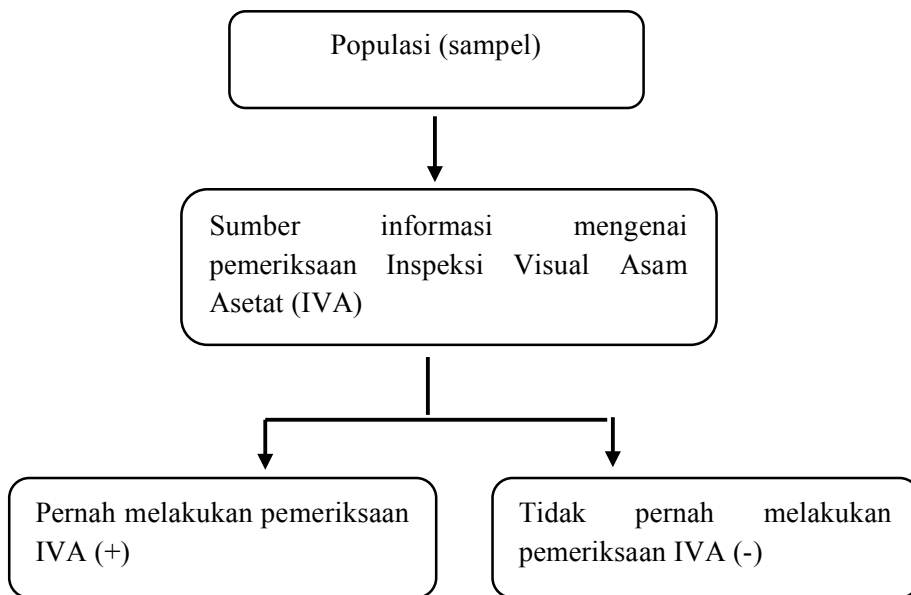 Populasi (sampel)
Sumber informasi mengenai
pemeriksaan Inspeksi Visual Asam
Asetat (IVA)
Pernah melakukan pemeriksaan
IVA (+)
Tidak pernah melakukan
pemeriksaan IVA (-)